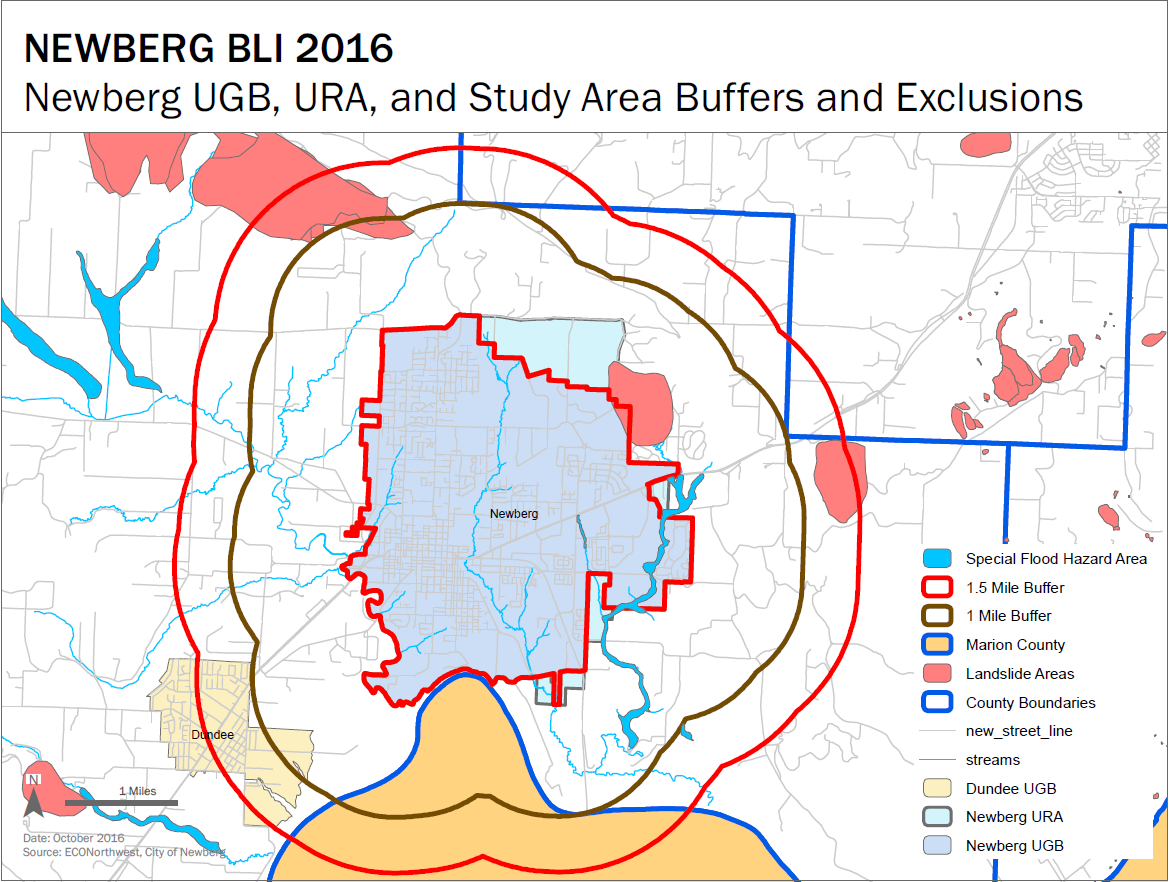 NEWBERG BLI 2016
Newberg UGB, URA, and Study Area Buffers and Exclusions
Newberg
Special Flood Hazard Area
1.5 Mile Buffer
1 Mile Buffer
Marion County
Landslide Areas
County Boundaries
new_street_line
streams
Dundee UGB
Newberg URA
Newberg UGB
Dundee
N
1 Miles
Date: October 2016
Source: ECONorthwest, City of Newberg